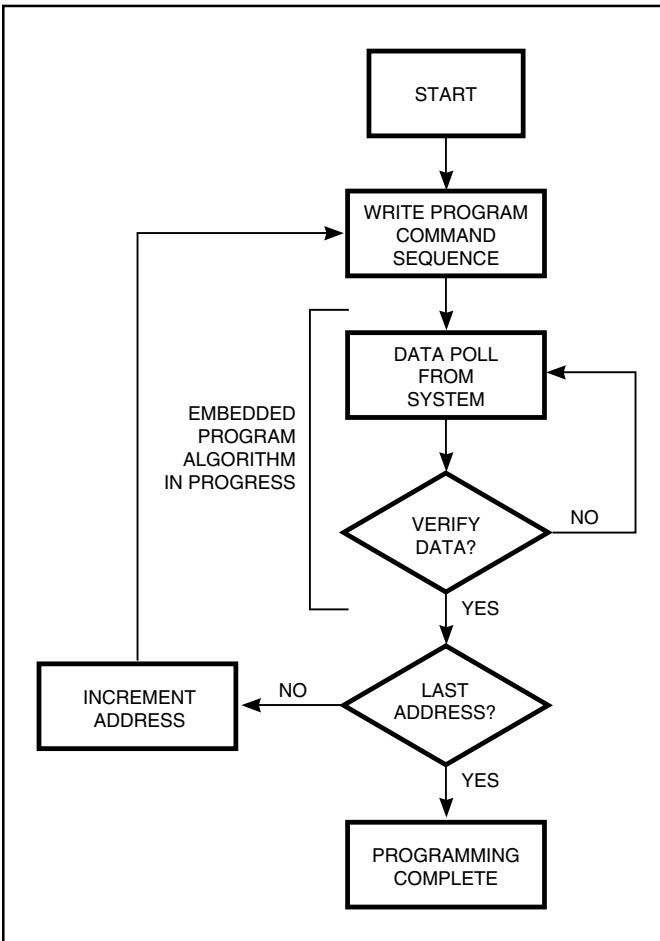 START
WRITE PROGRAM
COMMAND
SEQUENCE
DATA POLL
FROM
SYSTEM
EMBEDDED
PROGRAM
ALGORITHM
IN PROGRESS
VERIFY
DATA?
NO
YES
INCREMENT
ADDRESS
NO
LAST
ADDRESS?
YES
PROGRAMMING
COMPLETE